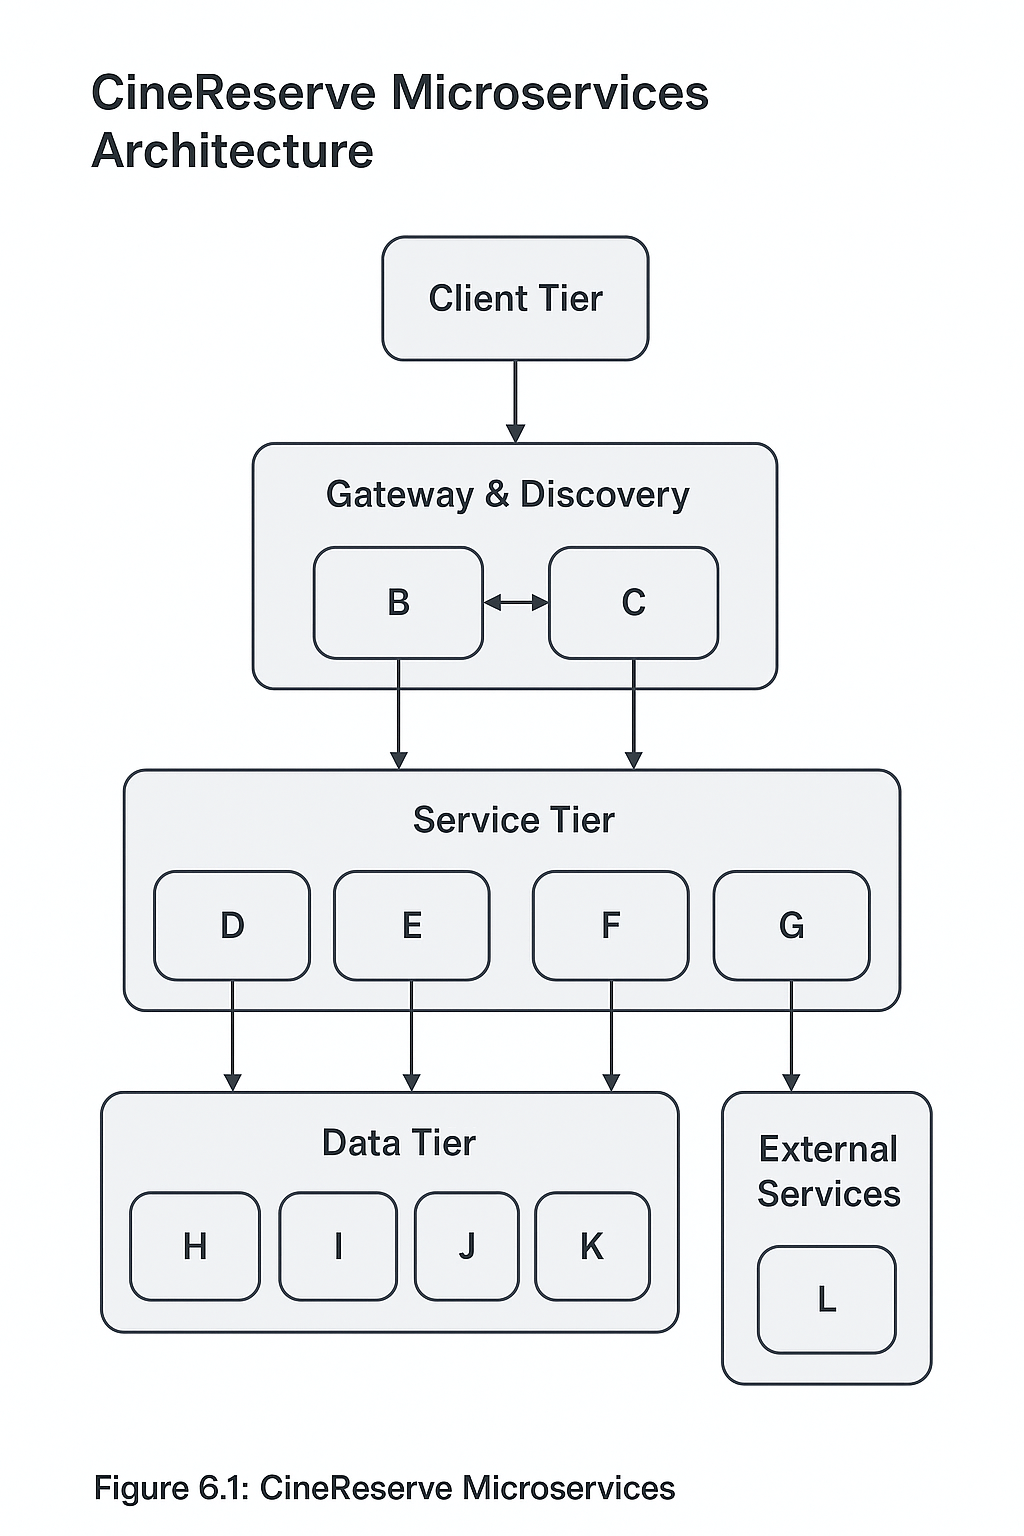 CineReserve Microservices
Architecture
Client Tier
Gateway & Discovery
B
C
Service Tier
D
E
F
G
Data Tier
H
I
J
K
External
Services
L
Figure 6.1: CineReserve Microservices